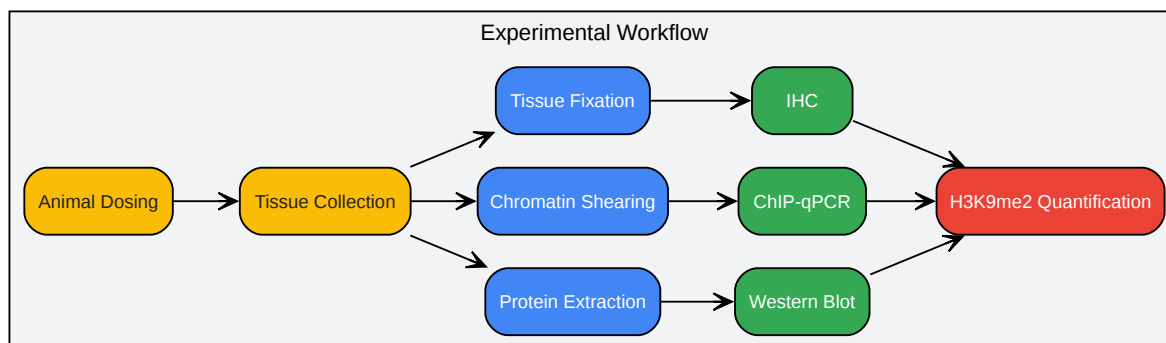 Experimental Workflow
Tissue Fixation
IHC
Animal Dosing
Tissue Collection
Chromatin Shearing
ChIP-qPCR
H3K9me2 Quantification
Protein Extraction
Western Blot